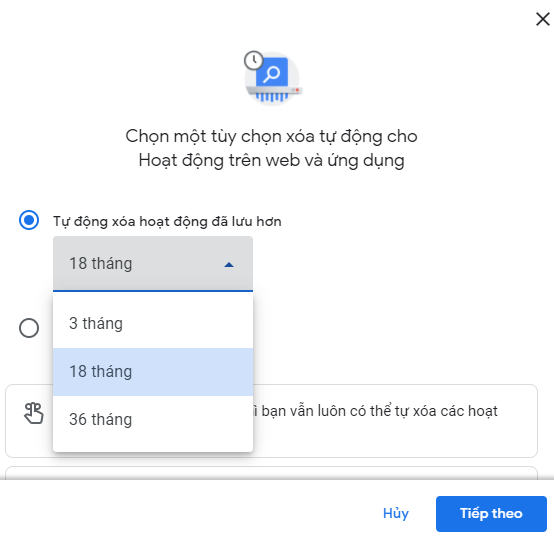 Chọn một tùy chọn xóa tự động cho
Hoạt động trên web và ứng dụng
Tự động xóa hoạt động đã lưu hơn
18 tháng
3 tháng
18 tháng
36 tháng
bạn vẫn luôn có thể tự xóa các hoạt
Hủy
Tiếp theo